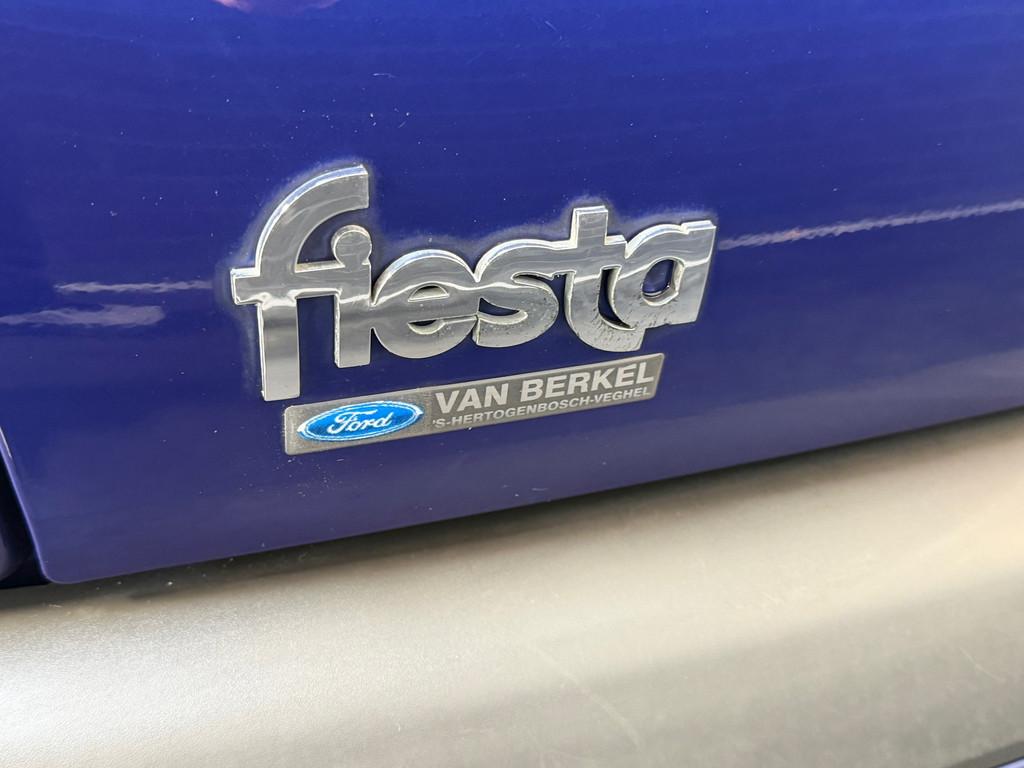 fiesta
Ford
VAN BERKEL
'S-HERTOGENBOSCH-VEGHEL